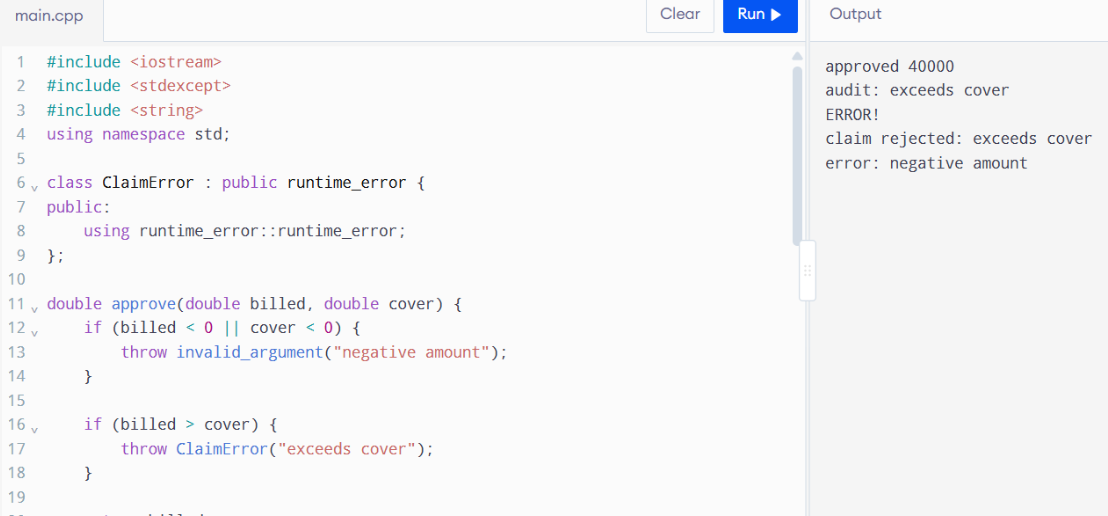 main.cpp
Clear
Run
Output
1 #include <iostream>
2 #include <stdexcept>
3 #include <string>
4 using namespace std;
5
6 class ClaimError : public runtime_error {
7 public:
8     using runtime_error::runtime_error;
9 };
10
11 double approve(double billed, double cover) {
12     if (billed < 0 || cover < 0) {
13         throw invalid_argument("negative amount");
14     }
15
16     if (billed > cover) {
17         throw ClaimError("exceeds cover");
18     }
19
approved 40000
audit: exceeds cover
ERROR!
claim rejected: exceeds cover
error: negative amount